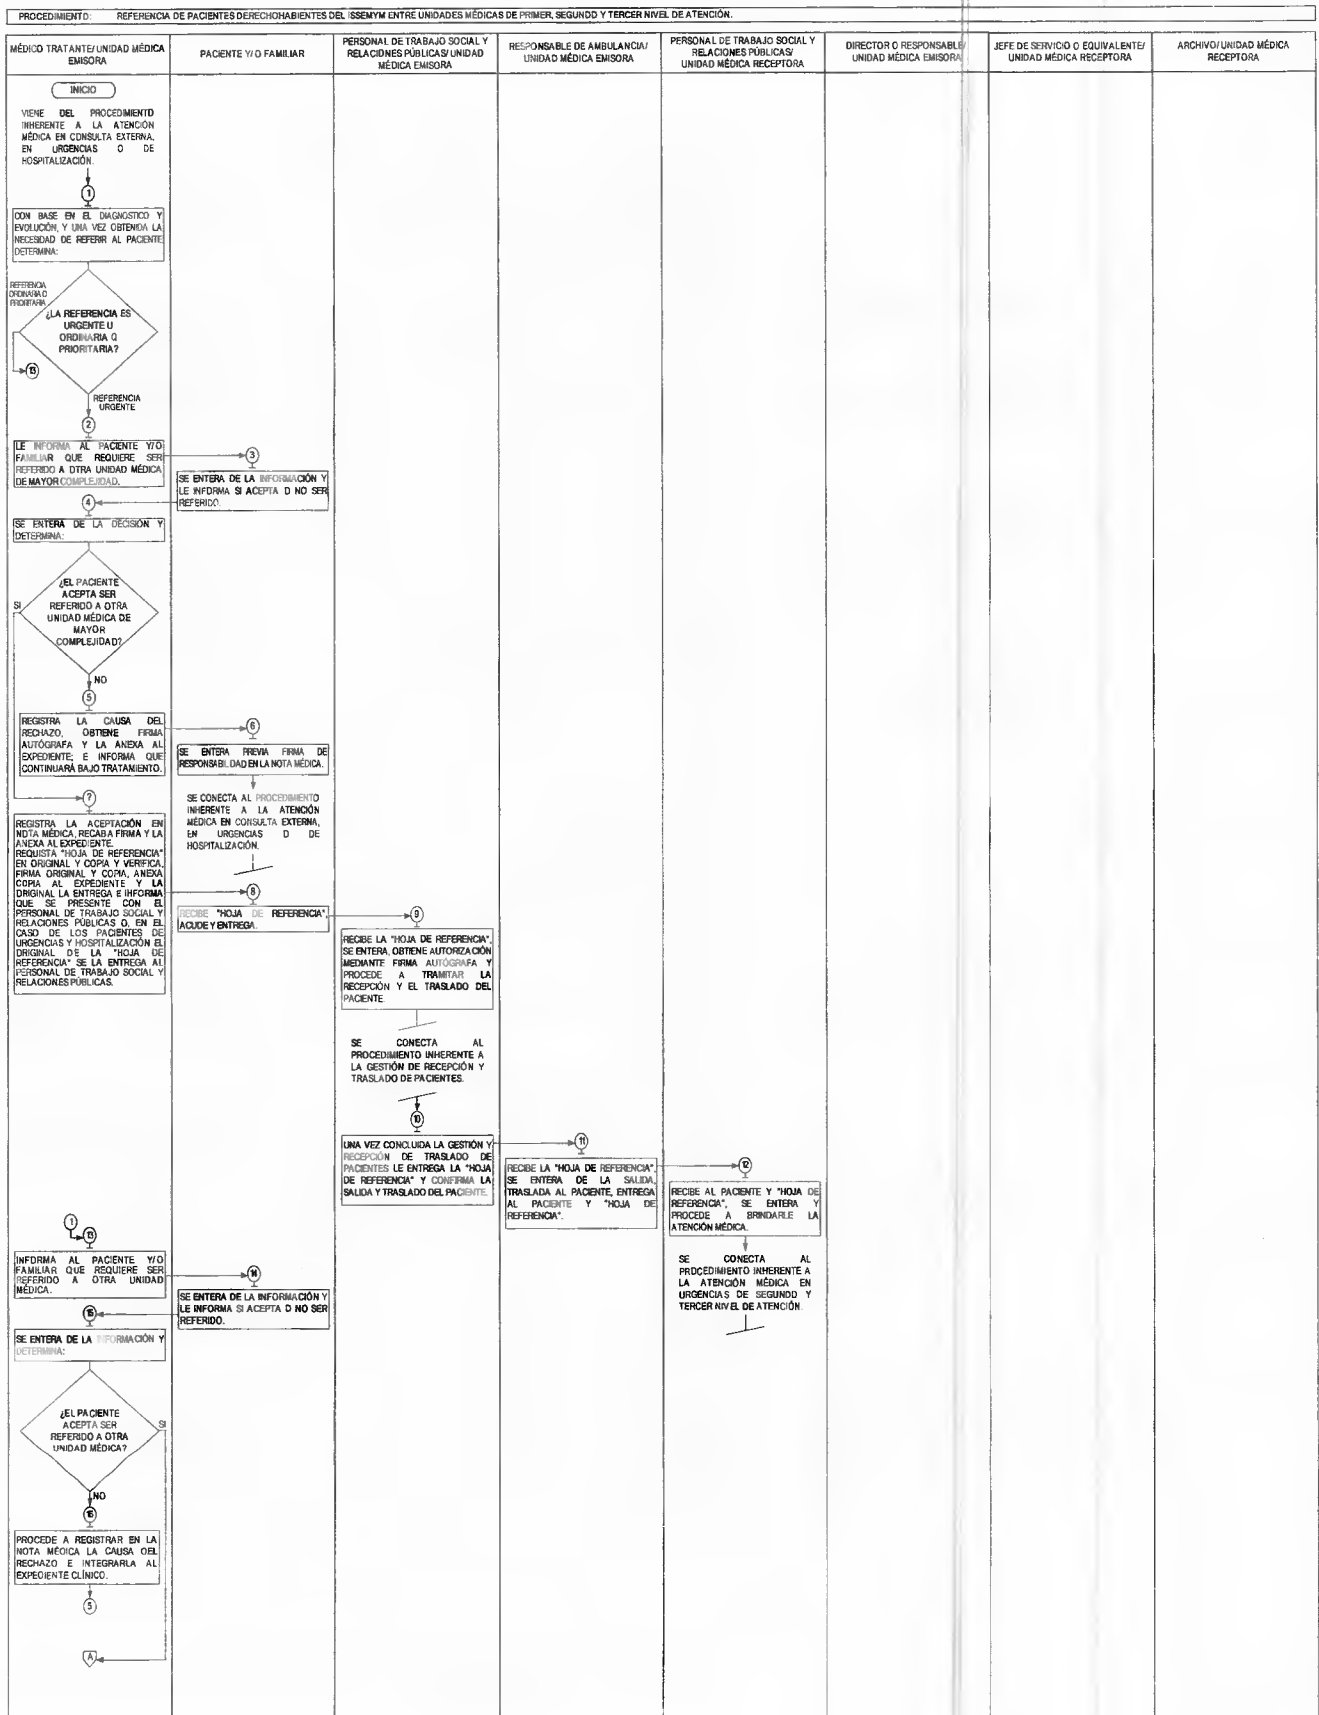 PROCEDIMIENTO: REFERENCIA DE PACIENTES DERECHOHABIENTES DEL ISSEMYM ENTRE UNIDADES MÉDICAS DE PRIMER, SEGUNDO Y TERCER NIVEL DE ATENCIÓN.
MÉDICO TRATANTE/ UNIDAD MÉDICA
EMISORA
PACIENTE Y/O FAMILIAR
PERSONAL DE TRABAJO SOCIAL Y
RELACIONES PÚBLICAS/ UNIDAD
MÉDICA EMISORA
RESPONSABLE DE AMBULANCIA/
UNIDAD MÉDICA EMISORA
PERSONAL DE TRABAJO SOCIAL Y
RELACIONES PÚBLICAS/
UNIDAD MÉDICA RECEPTORA
DIRECTOR O RESPONSABLE/
UNIDAD MÉDICA EMISORA
JEFE DE SERVICIO O EQUIVALENTE/
UNIDAD MÉDICA RECEPTORA
ARCHIVO/ UNIDAD MÉDICA
RECEPTORA
INICIO
VIENE DEL PROCEDIMIENTO
INHERENTE A LA ATENCIÓN
MÉDICA EN CONSULTA EXTERNA,
EN URGENCIAS O DE
HOSPITALIZACIÓN.
1
CON BASE EN EL DIAGNOSTICO Y
EVOLUCIÓN, Y UNA VEZ OBTENIDA LA
NECESIDAD DE REFERIR AL PACIENTE
DETERMINA:
REFERENCIA
ORDINARIA O
PRIORITARIA
¿LA REFERENCIA ES
URGENTE U
ORDINARIA O
PRIORITARIA?
13
REFERENCIA
URGENTE
2
LE INFORMA AL PACIENTE Y/O
FAMILIAR QUE REQUIERE SER
REFERIDO A OTRA UNIDAD MÉDICA
DE MAYOR COMPLEJIDAD.
3
SE ENTERA DE LA INFORMACIÓN Y
LE INFORMA SI ACEPTA O NO SER
REFERIDO.
4
SE ENTERA DE LA DECISIÓN Y
DETERMINA:
¿EL PACIENTE
ACEPTA SER
REFERIDO A OTRA
UNIDAD MÉDICA DE
MAYOR
COMPLEJIDAD?
SI
NO
5
REGISTRA LA CAUSA DEL
RECHAZO, OBTIENE FIRMA
AUTÓGRAFA Y LA ANEXA AL
EXPEDIENTE; E INFORMA QUE
CONTINUARÁ BAJO TRATAMIENTO.
6
SE ENTERA PREVIA FIRMA DE
RESPONSABILIDAD EN LA NOTA MÉDICA.
SE CONECTA AL PROCEDIMIENTO
INHERENTE A LA ATENCIÓN
MÉDICA EN CONSULTA EXTERNA,
EN URGENCIAS O DE
HOSPITALIZACIÓN.
7
REGISTRA LA ACEPTACIÓN EN
NOTA MÉDICA, RECABA FIRMA Y LA
ANEXA AL EXPEDIENTE.
REQUISTA "HOJA DE REFERENCIA"
EN ORIGINAL Y COPIA Y VERIFICA,
FIRMA ORIGINAL Y COPIA, ANEXA
COPIA AL EXPEDIENTE Y LA
ORIGINAL LA ENTREGA E INFORMA
QUE SE PRESENTE CON EL
PERSONAL DE TRABAJO SOCIAL Y
RELACIONES PÚBLICAS O, EN EL
CASO DE LOS PACIENTES DE
URGENCIAS Y HOSPITALIZACIÓN EL
ORIGINAL DE LA "HOJA DE
REFERENCIA" SE LA ENTREGA AL
PERSONAL DE TRABAJO SOCIAL Y
RELACIONES PÚBLICAS.
8
RECIBE "HOJA DE REFERENCIA",
ACUDE Y ENTREGA.
9
RECIBE LA "HOJA DE REFERENCIA",
SE ENTERA, OBTIENE AUTORIZACIÓN
MEDIANTE FIRMA AUTÓGRAFA Y
PROCEDE A TRAMITAR LA
RECEPCIÓN Y EL TRASLADO DEL
PACIENTE.
SE CONECTA AL
PROCEDIMIENTO INHERENTE A
LA GESTIÓN DE RECEPCIÓN Y
TRASLADO DE PACIENTES.
10
UNA VEZ CONCLUIDA LA GESTIÓN Y
RECEPCIÓN DE TRASLADO DE
PACIENTES LE ENTREGA LA "HOJA
DE REFERENCIA" Y CONFIRMA LA
SALIDA Y TRASLADO DEL PACIENTE.
11
RECIBE LA "HOJA DE REFERENCIA",
SE ENTERA DE LA SALIDA,
TRASLADA AL PACIENTE, ENTREGA
AL PACIENTE Y "HOJA DE
REFERENCIA".
12
RECIBE AL PACIENTE Y "HOJA DE
REFERENCIA", SE ENTERA Y
PROCEDE A BRINDARLE LA
ATENCIÓN MÉDICA.
SE CONECTA AL
PROCEDIMIENTO INHERENTE A
LA ATENCIÓN MÉDICA EN
URGENCIAS DE SEGUNDO Y
TERCER NIVEL DE ATENCIÓN.
1
13
INFORMA AL PACIENTE Y/O
FAMILIAR QUE REQUIERE SER
REFERIDO A OTRA UNIDAD
MÉDICA.
14
SE ENTERA DE LA INFORMACIÓN Y
LE INFORMA SI ACEPTA O NO SER
REFERIDO.
15
SE ENTERA DE LA INFORMACIÓN Y
DETERMINA:
¿EL PACIENTE
ACEPTA SER
REFERIDO A OTRA
UNIDAD MÉDICA?
SI
NO
16
PROCEDE A REGISTRAR EN LA
NOTA MÉDICA LA CAUSA DEL
RECHAZO E INTEGRARLA AL
EXPEDIENTE CLÍNICO.
5
A